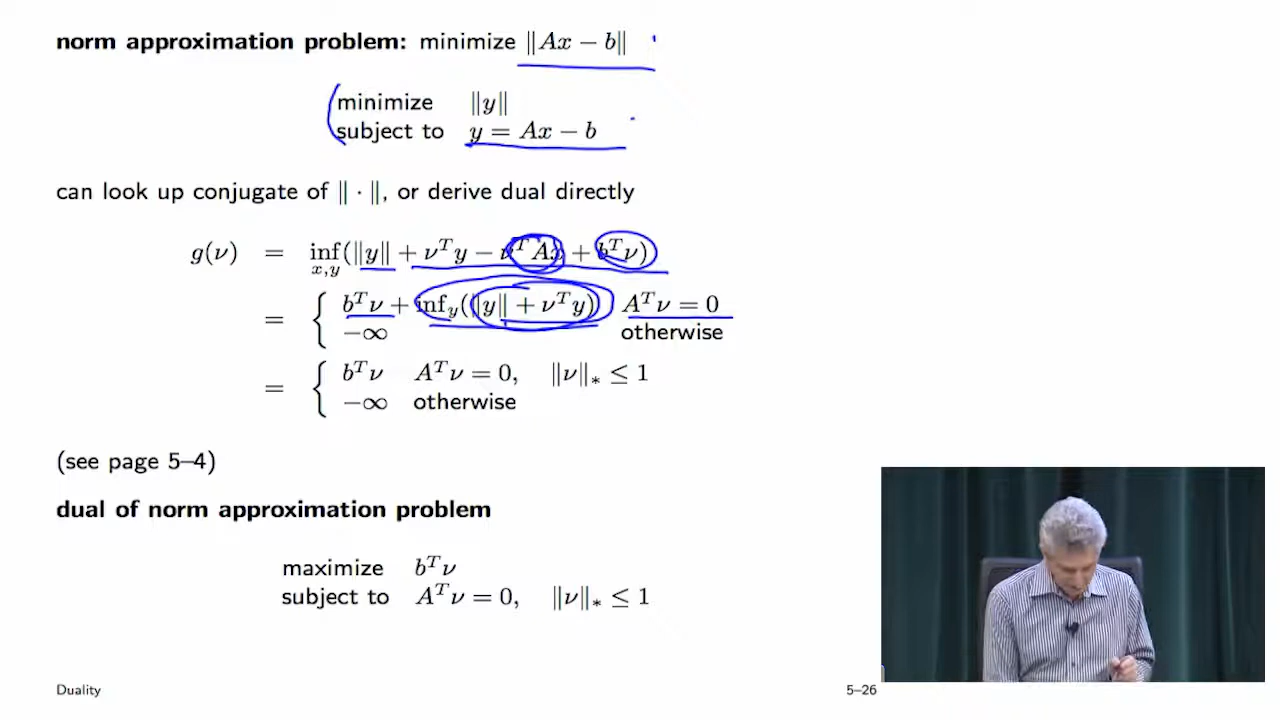 norm approximation problem: minimize ‖Ax − b‖
minimize ‖y‖
subject to y = Ax − b
can look up conjugate of ‖ · ‖, or derive dual directly
g(ν) = inf_{x,y}(‖y‖ + ν^T y − ν^T Ax + b^T ν)
= { b^T ν + inf_y(‖y‖ + ν^T y) A^T ν = 0
−∞ otherwise
= { b^T ν A^T ν = 0, ‖ν‖_* ≤ 1
−∞ otherwise
(see page 5–4)
dual of norm approximation problem
maximize b^T ν
subject to A^T ν = 0, ‖ν‖_* ≤ 1
Duality 5–26